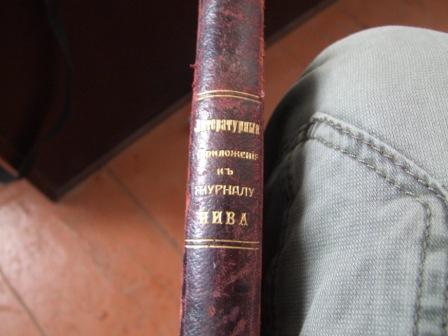 Литературныя
Приложенія
къ
ЖУРНАЛУ
НИВА